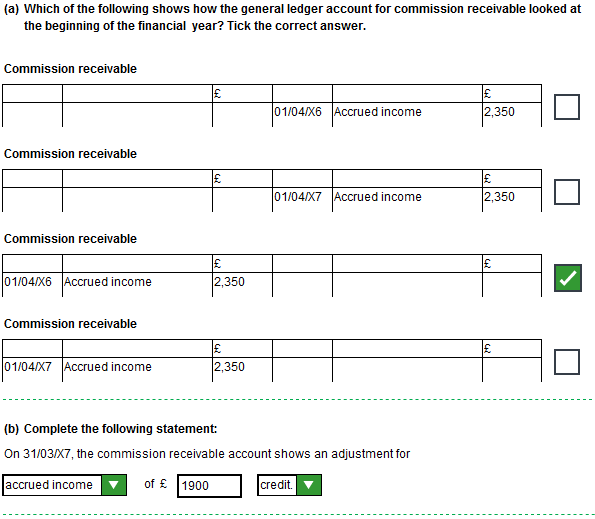 (a) Which of the following shows how the general ledger account for commission receivable looked at
the beginning of the financial year? Tick the correct answer.
Commission receivable
£ £
01/04/X6 Accrued income 2,350
Commission receivable
£ £
01/04/X7 Accrued income 2,350
Commission receivable
£ £
01/04/X6 Accrued income 2,350
Commission receivable
£ £
01/04/X7 Accrued income 2,350
(b) Complete the following statement:
On 31/03/X7, the commission receivable account shows an adjustment for
accrued income of £ 1900 credit.